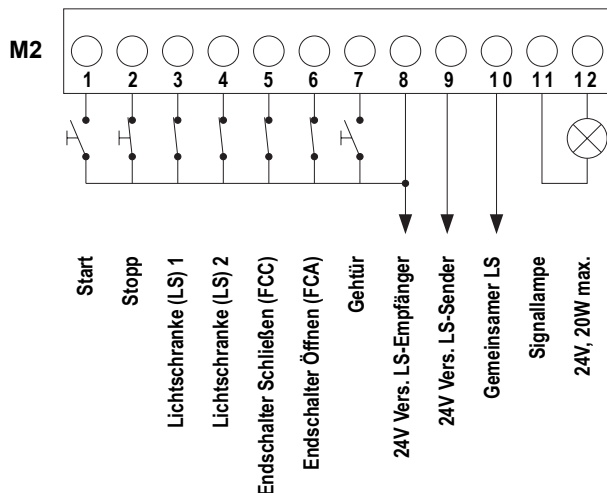 M2
1 2 3 4 5 6 7 8 9 10 11 12
Start
Stopp
Lichtschranke (LS) 1
Lichtschranke (LS) 2
Endschalter Schließen (FCC)
Endschalter Öffnen (FCA)
Gehtür
24V Vers. LS-Empfänger
24V Vers. LS-Sender
Gemeinsamer LS
Signallampe
24V, 20W max.